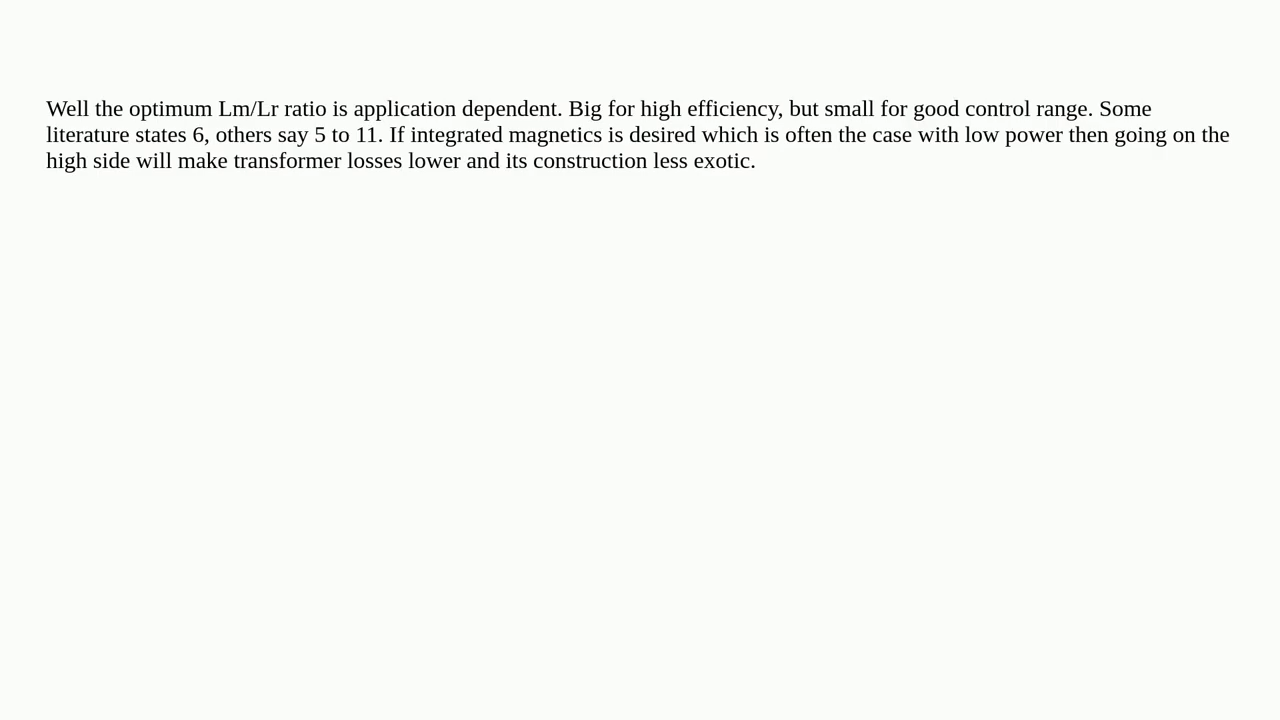 Well the optimum Lm/Lr ratio is application dependent. Big for high efficiency, but small for good control range. Some
literature states 6, others say 5 to 11. If integrated magnetics is desired which is often the case with low power then going on the
high side will make transformer losses lower and its construction less exotic.